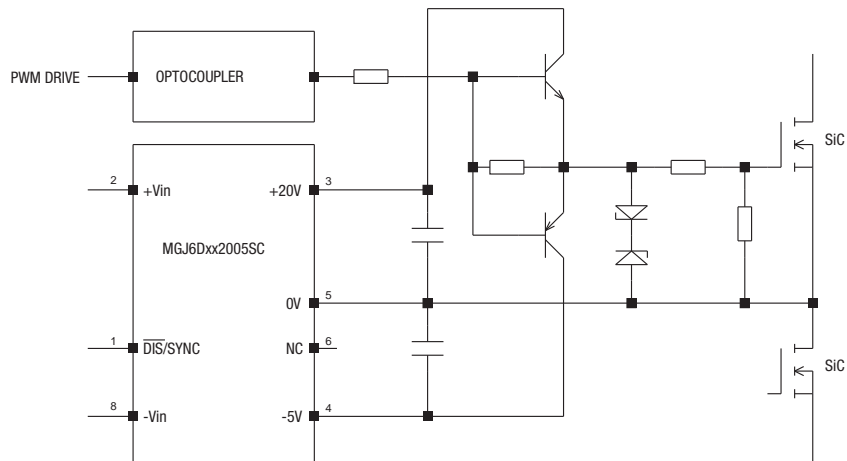 PWM DRIVE
OPTOCOUPLER
SiC
2
+Vin
+20V
3
MGJ6Dxx2005SC
0V
5
1
DIS/SYNC
NC
6
SiC
8
-Vin
-5V
4